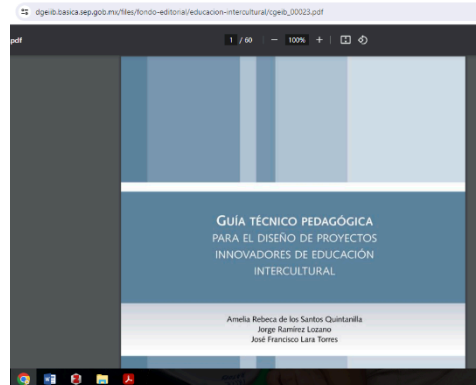 dgeiib.basica.sep.gob.mx/files/fondo-editorial/educacion-intercultural/cgeib_00023.pdf
pdf
1 / 60 − 100% +
GUÍA TÉCNICO PEDAGÓGICA
PARA EL DISEÑO DE PROYECTOS
INNOVADORES DE EDUCACIÓN
INTERCULTURAL
Amelia Rebeca de los Santos Quintanilla
Jorge Ramírez Lozano
José Francisco Lara Torres